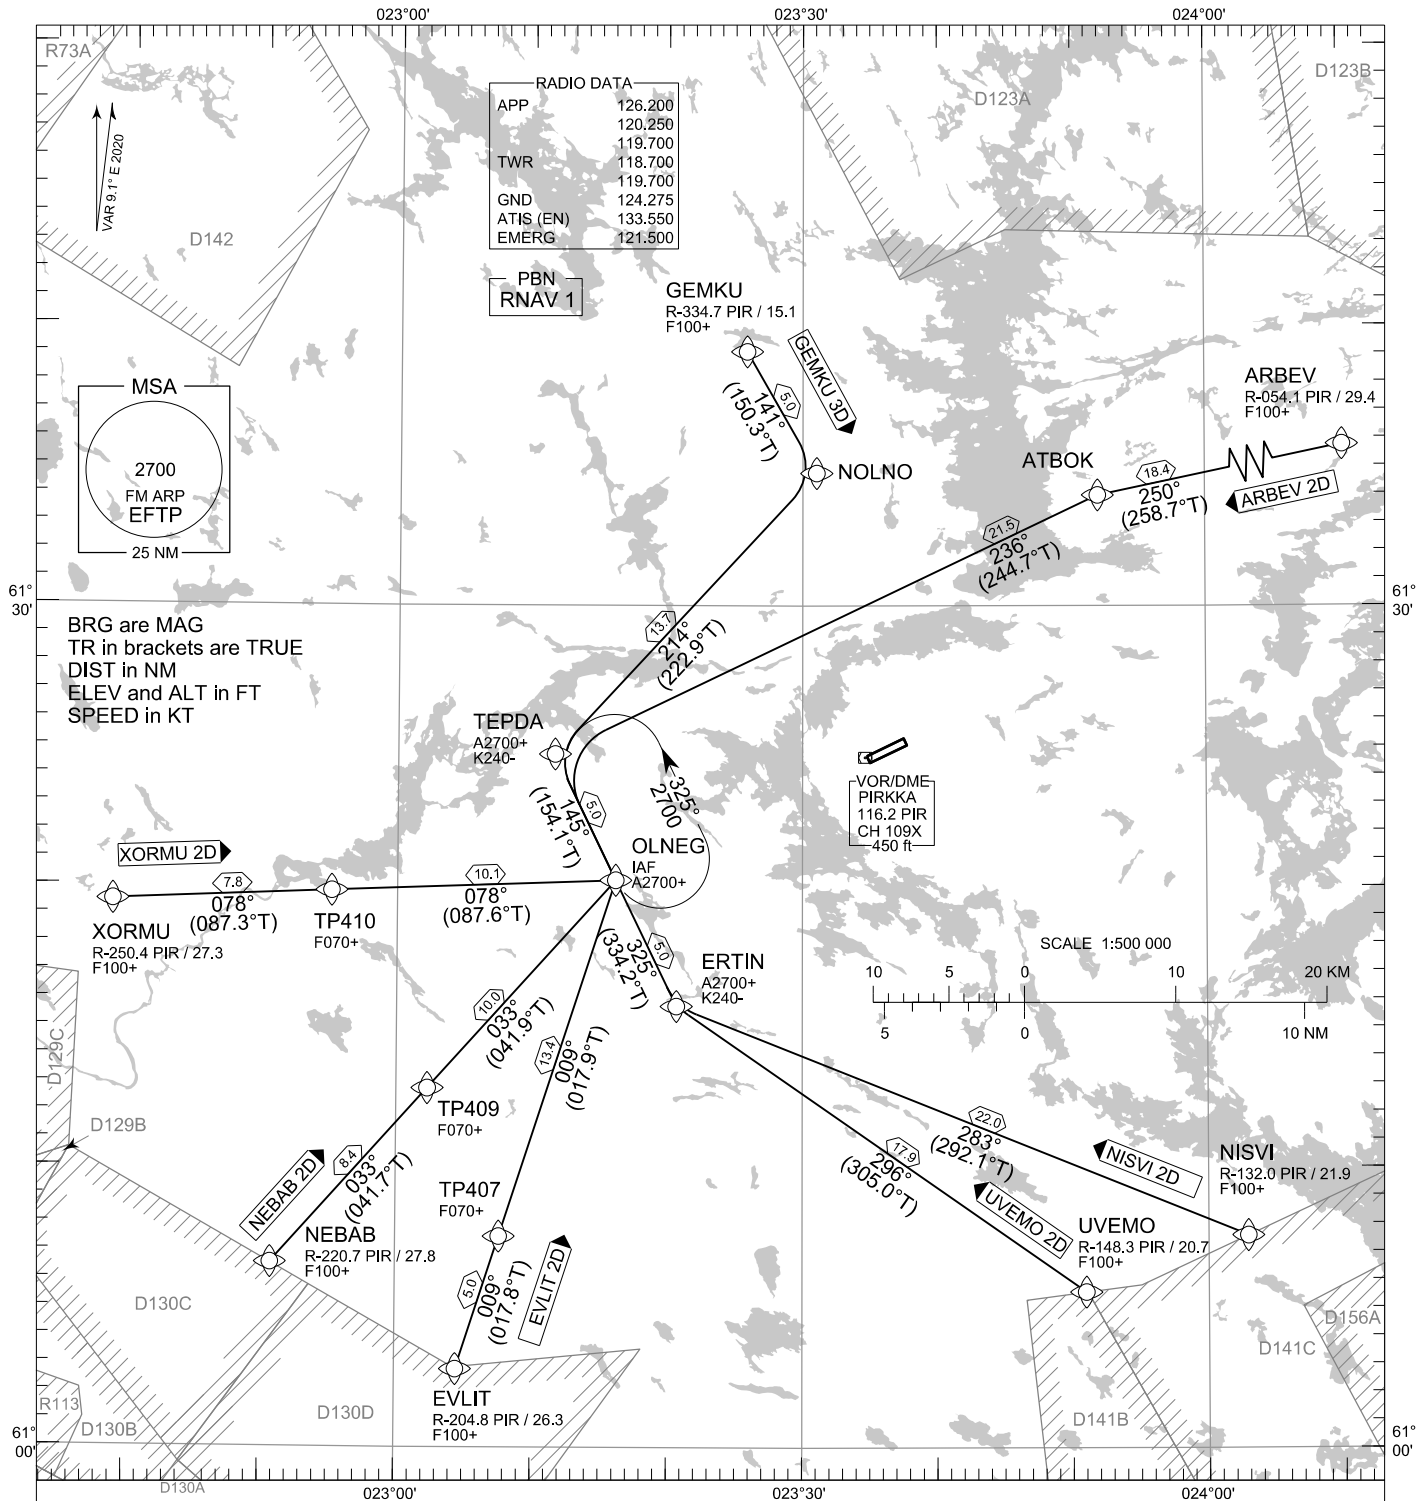 023°00'
023°30'
024°00'
R73A
D123B
D123A
VAR 9.1° E 2020
D142
RADIO DATA
APP 126.200
120.250
119.700
TWR 118.700
119.700
GND 124.275
ATIS (EN) 133.550
EMERG 121.500
PBN
RNAV 1
GEMKU
R-334.7 PIR / 15.1
F100+
GEMKU 3D
5.0
141°
(150.3°T)
NOLNO
ARBEV
R-054.1 PIR / 29.4
F100+
ATBOK
18.4
250°
(258.7°T)
ARBEV 2D
21.5
236°
(244.7°T)
MSA
2700
FM ARP
EFTP
25 NM
61°
30'
61°
30'
BRG are MAG
TR in brackets are TRUE
DIST in NM
ELEV and ALT in FT
SPEED in KT
13.7
214°
(222.9°T)
TEPDA
A2700+
K240-
325°
2700
5.0
145°
(154.1°T)
VOR/DME
PIRKKA
116.2 PIR
CH 109X
450 ft
OLNEG
IAF
A2700+
XORMU 2D
7.8
078°
(087.3°T)
10.1
078°
(087.6°T)
XORMU
R-250.4 PIR / 27.3
F100+
TP410
F070+
5.0
325°
(334.2°T)
ERTIN
A2700+
K240-
SCALE 1:500 000
10 5 0 10 20 KM
5 0 10 NM
10.0
033°
(041.9°T)
13.4
009°
(017.9°T)
D129C
D129B
TP409
F070+
22.0
283°
(292.1°T)
17.9
296°
(305.0°T)
NISVI 2D
NISVI
R-132.0 PIR / 21.9
F100+
UVEMO 2D
UVEMO
R-148.3 PIR / 20.7
F100+
NEBAB 2D
8.4
033°
(041.7°T)
TP407
F070+
NEBAB
R-220.7 PIR / 27.8
F100+
5.0
009°
(017.8°T)
EVLIT 2D
D130C
D156A
D141C
EVLIT
R-204.8 PIR / 26.3
F100+
R113
D130B
D130D
D141B
61°
00'
61°
00'
D130A
023°00'
023°30'
024°00'